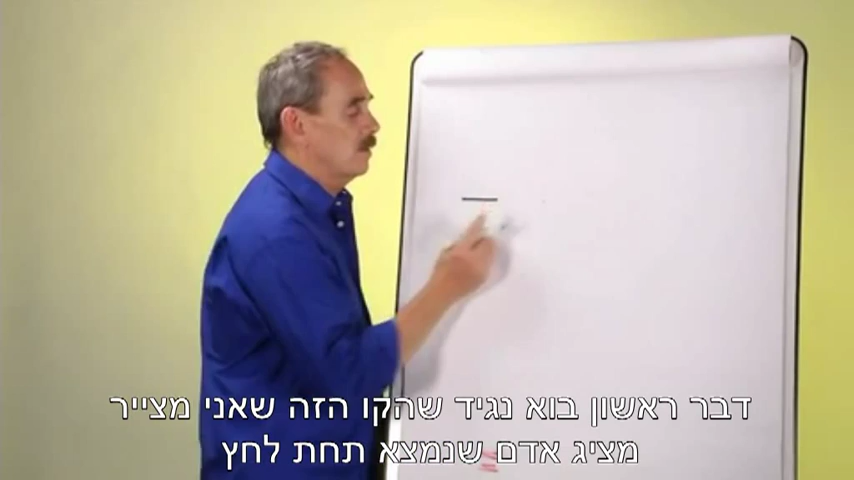 דבר ראשון בוא נגיד שהקו הזה שאני מצייר
מציג אדם שנמצא תחת לחץ